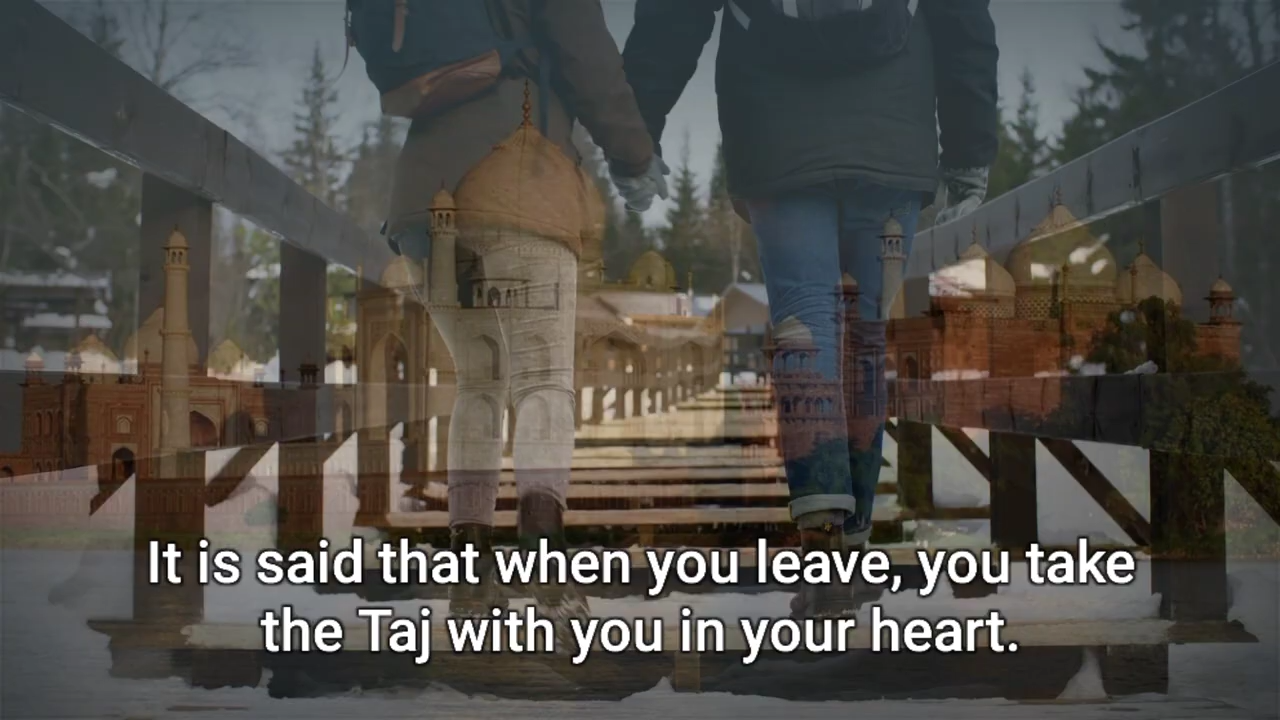 It is said that when you leave, you take
the Taj with you in your heart.